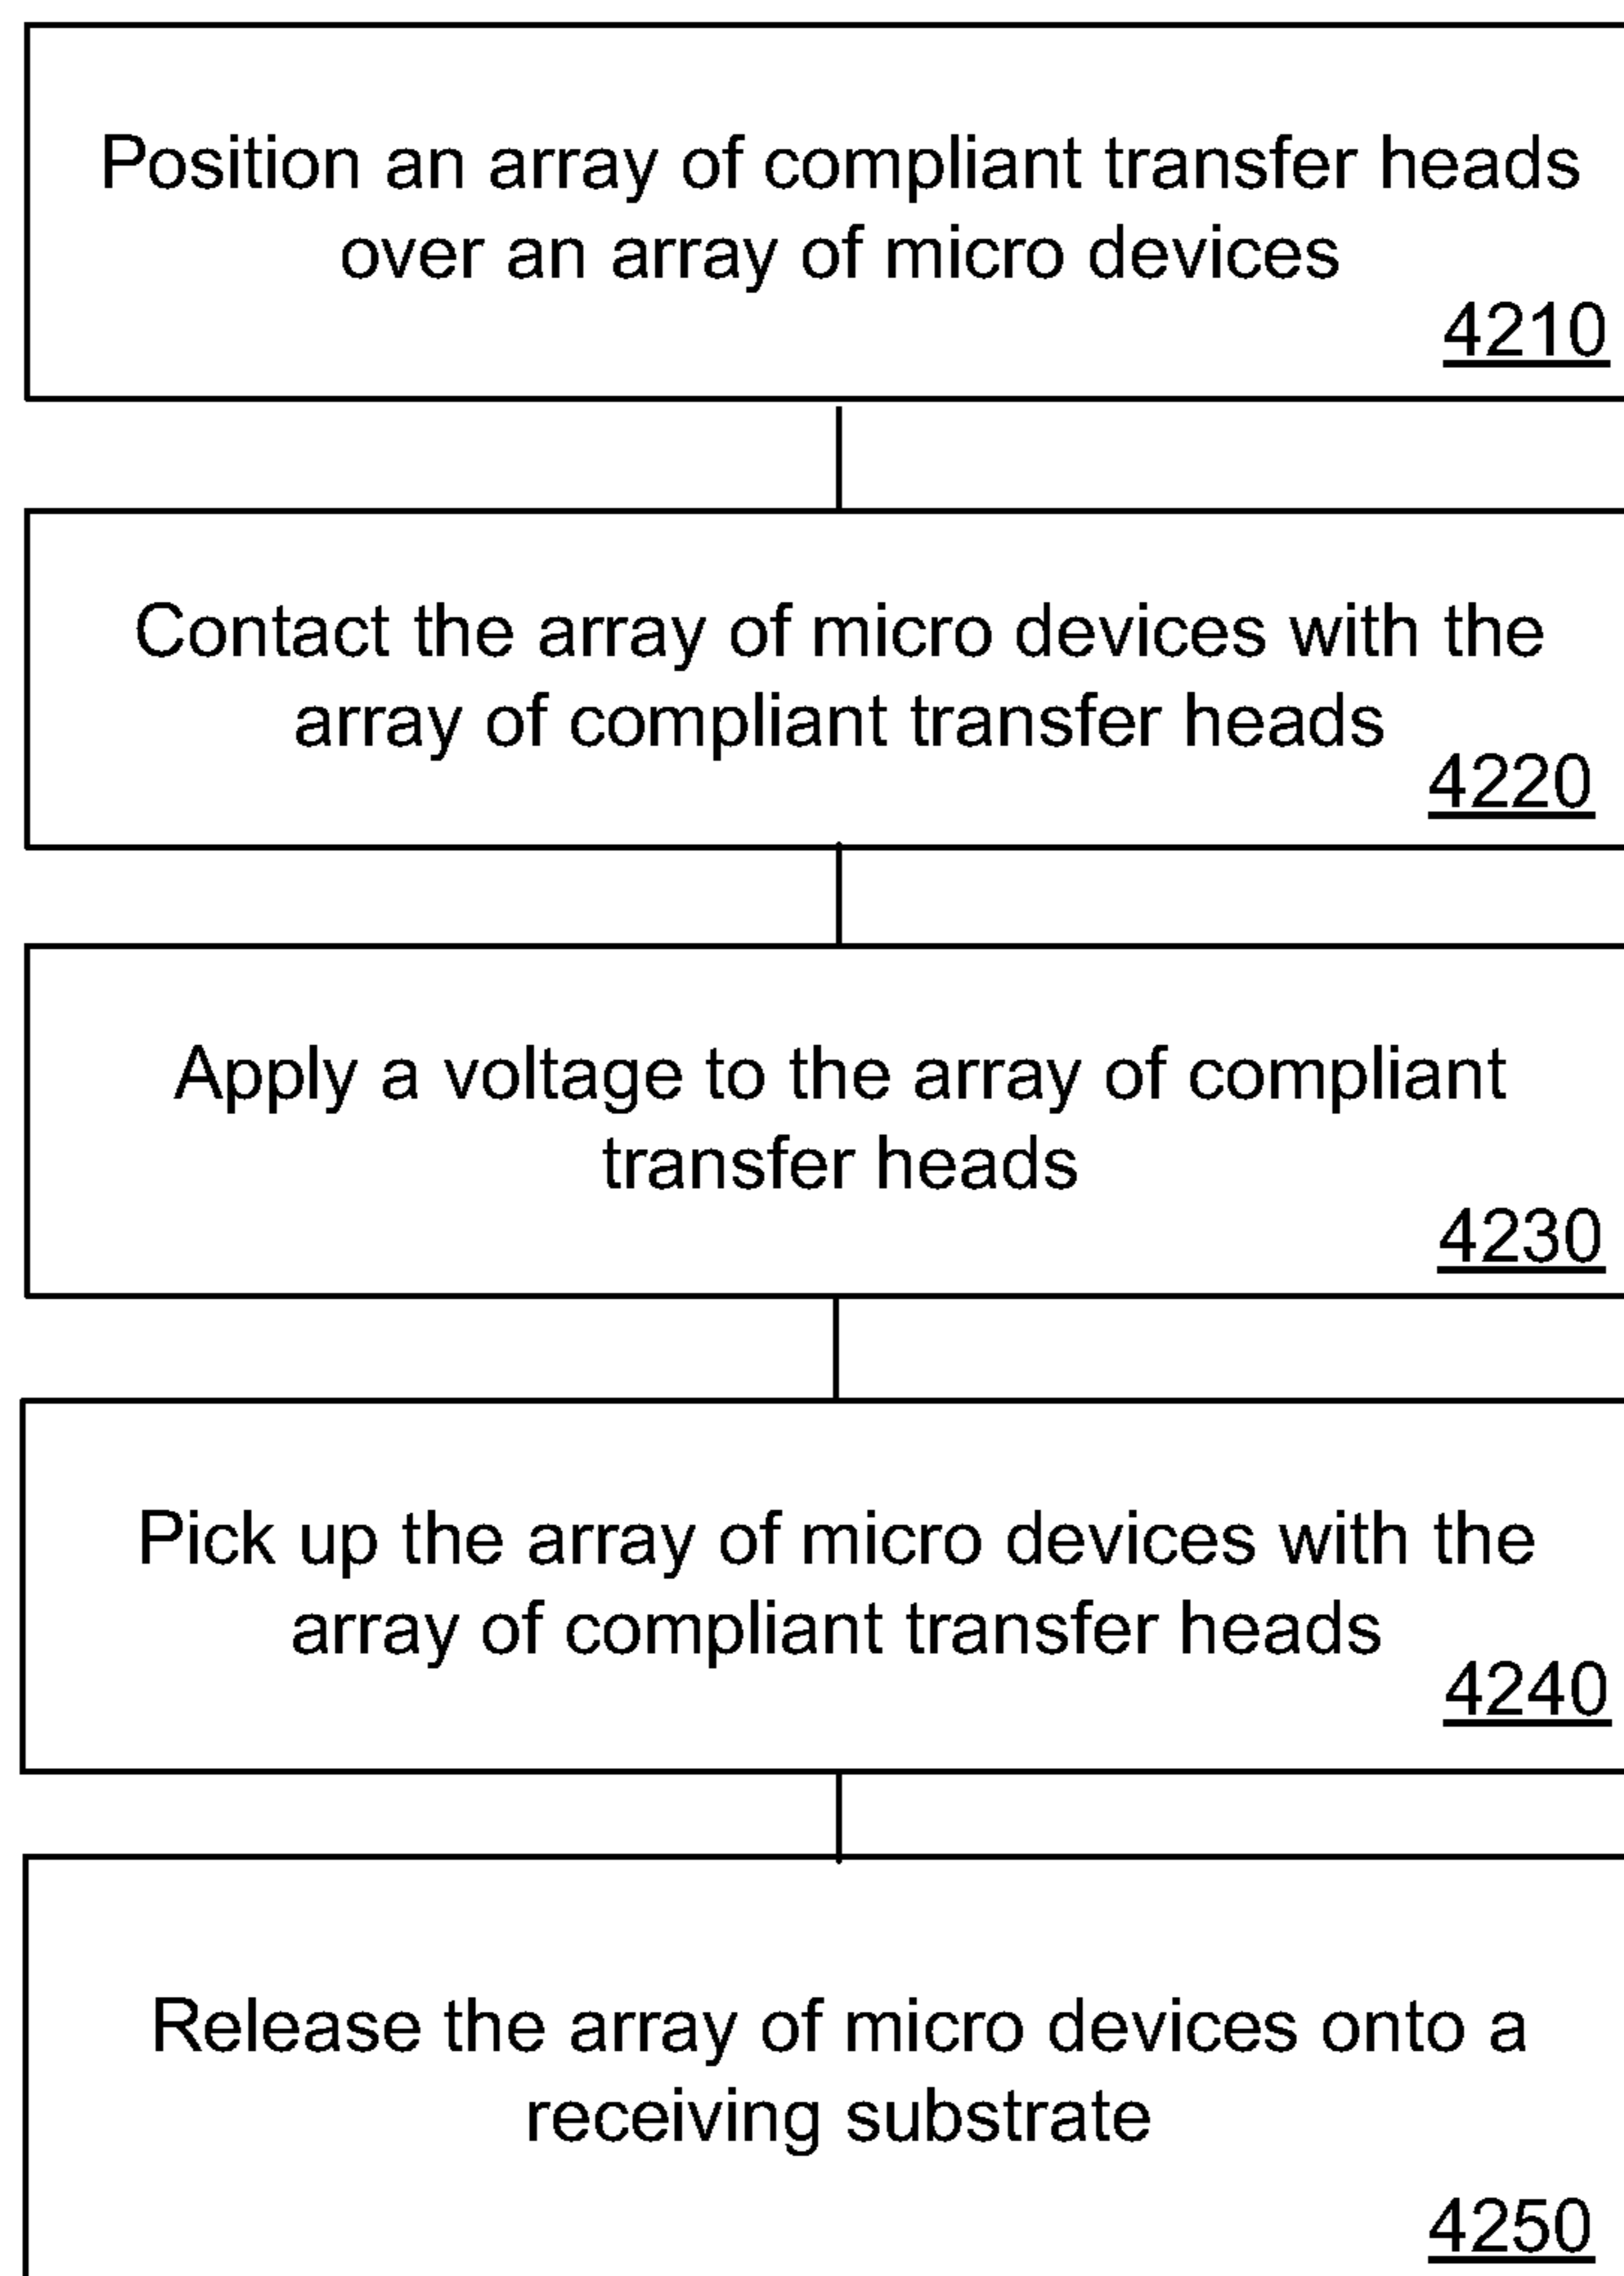 Position an array of compliant transfer heads
over an array of micro devices
4210
Contact the array of micro devices with the
array of compliant transfer heads
4220
Apply a voltage to the array of compliant
transfer heads
4230
Pick up the array of micro devices with the
array of compliant transfer heads
4240
Release the array of micro devices onto a
receiving substrate
4250